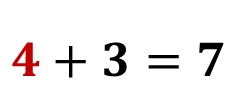 4 + 3 = 7